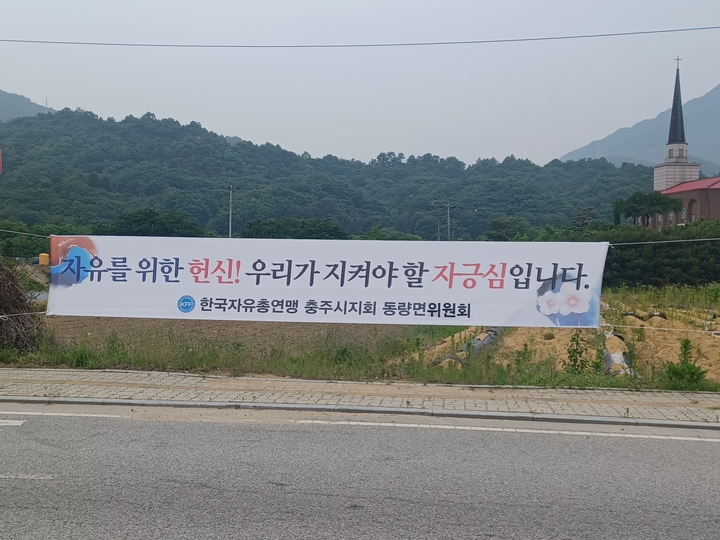 자유를 위한 헌신! 우리가 지켜야 할 자긍심입니다.
KFF 한국자유총연맹 충주시지회 동량면위원회